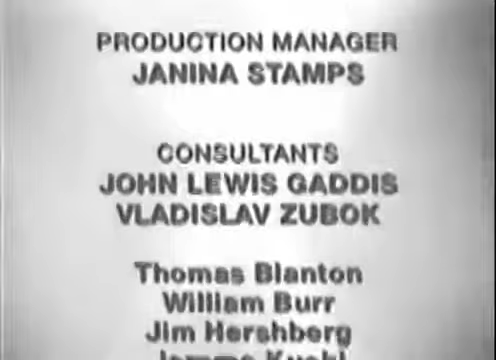 PRODUCTION MANAGER
JANINA STAMPS
CONSULTANTS
JOHN LEWIS GADDIS
VLADISLAV ZUBOK
Thomas Blanton
William Burr
Jim Hershberg